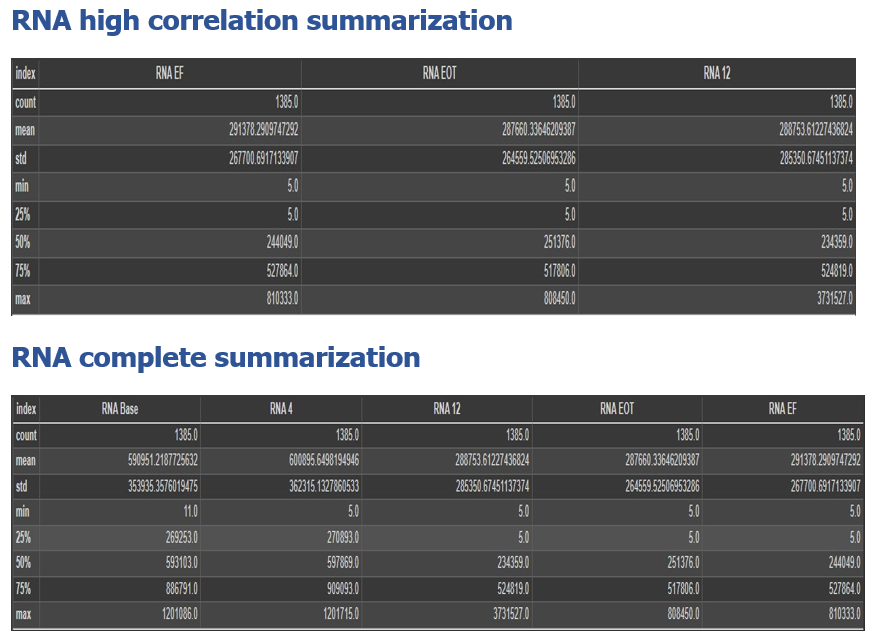 RNA high correlation summarization
index RNA EF RNA EOT RNA 12
count 1385.0 1385.0 1385.0
mean 291378.2909747292 287660.33646209387 288753.61227436824
std 267700.6917133907 264559.52506953286 285350.67451137374
min 5.0 5.0 5.0
25% 5.0 5.0 5.0
50% 244049.0 251376.0 234359.0
75% 527864.0 517806.0 524819.0
max 810333.0 808450.0 3731527.0
RNA complete summarization
index RNA Base RNA 4 RNA 12 RNA EOT RNA EF
count 1385.0 1385.0 1385.0 1385.0 1385.0
mean 590951.2187725632 600895.6498194946 288753.61227436824 287660.33646209387 291378.2909747292
std 353935.3576019475 362315.1327860533 285350.67451137374 264559.52506953286 267700.6917133907
min 11.0 5.0 5.0 5.0 5.0
25% 269253.0 270893.0 5.0 5.0 5.0
50% 593103.0 597869.0 234359.0 251376.0 244049.0
75% 886791.0 909093.0 524819.0 517806.0 527864.0
max 1201086.0 1201715.0 3731527.0 808450.0 810333.0